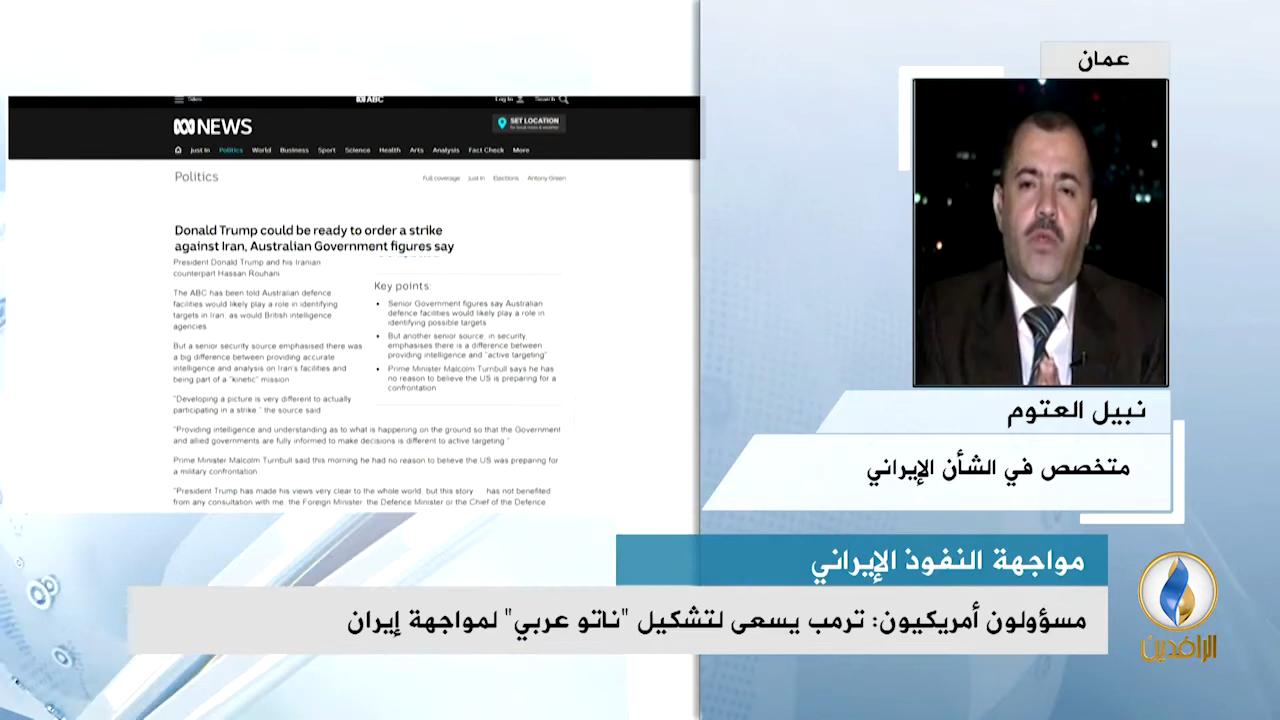 Sites
ABC
Log In
Search
NEWS
SET LOCATION
for local news & weather
Just In
Politics
World
Business
Sport
Science
Health
Arts
Analysis
Fact Check
More
Politics
Full coverage
Just In
Elections
Antony Green
Donald Trump could be ready to order a strike
against Iran, Australian Government figures say
President Donald Trump and his Iranian
counterpart Hassan Rouhani
The ABC has been told Australian defence
facilities would likely play a role in identifying
targets in Iran, as would British intelligence
agencies
But a senior security source emphasised there was
a big difference between providing accurate
intelligence and analysis on Iran's facilities and
being part of a "kinetic" mission
"Developing a picture is very different to actually
participating in a strike " the source said
Key points:
Senior Government figures say Australian
defence facilities would likely play a role in
identifying possible targets
But another senior source, in security,
emphasises there is a difference between
providing intelligence and "active targeting"
Prime Minister Malcolm Turnbull says he has
no reason to believe the US is preparing for a
confrontation
"Providing intelligence and understanding as to what is happening on the ground so that the Government
and allied governments are fully informed to make decisions is different to active targeting "
Prime Minister Malcolm Turnbull said this morning he had no reason to believe the US was preparing for
a military confrontation
"President Trump has made his views very clear to the whole world, but this story has not benefited
from any consultation with me, the Foreign Minister, the Defence Minister or the Chief of the Defence
عمان
نبيل العتوم
متخصص في الشأن الإيراني
مواجهة النفوذ الإيراني
مسؤولون أمريكيون: ترمب يسعى لتشكيل "ناتو عربي" لمواجهة إيران
الرافدين